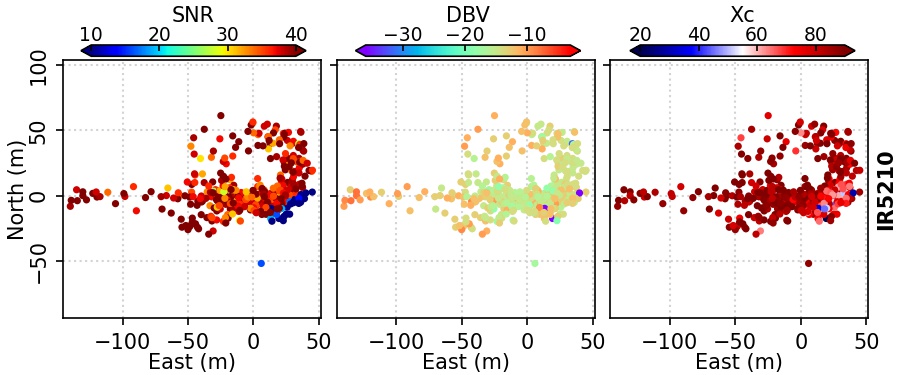 SNR DBV Xc
10 20 30 40 −30 −20 −10 20 40 60 80
100
50
0
−50
North (m)
IR5210
−100 −50 0 50 −100 −50 0 50 −100 −50 0 50
East (m) East (m) East (m)